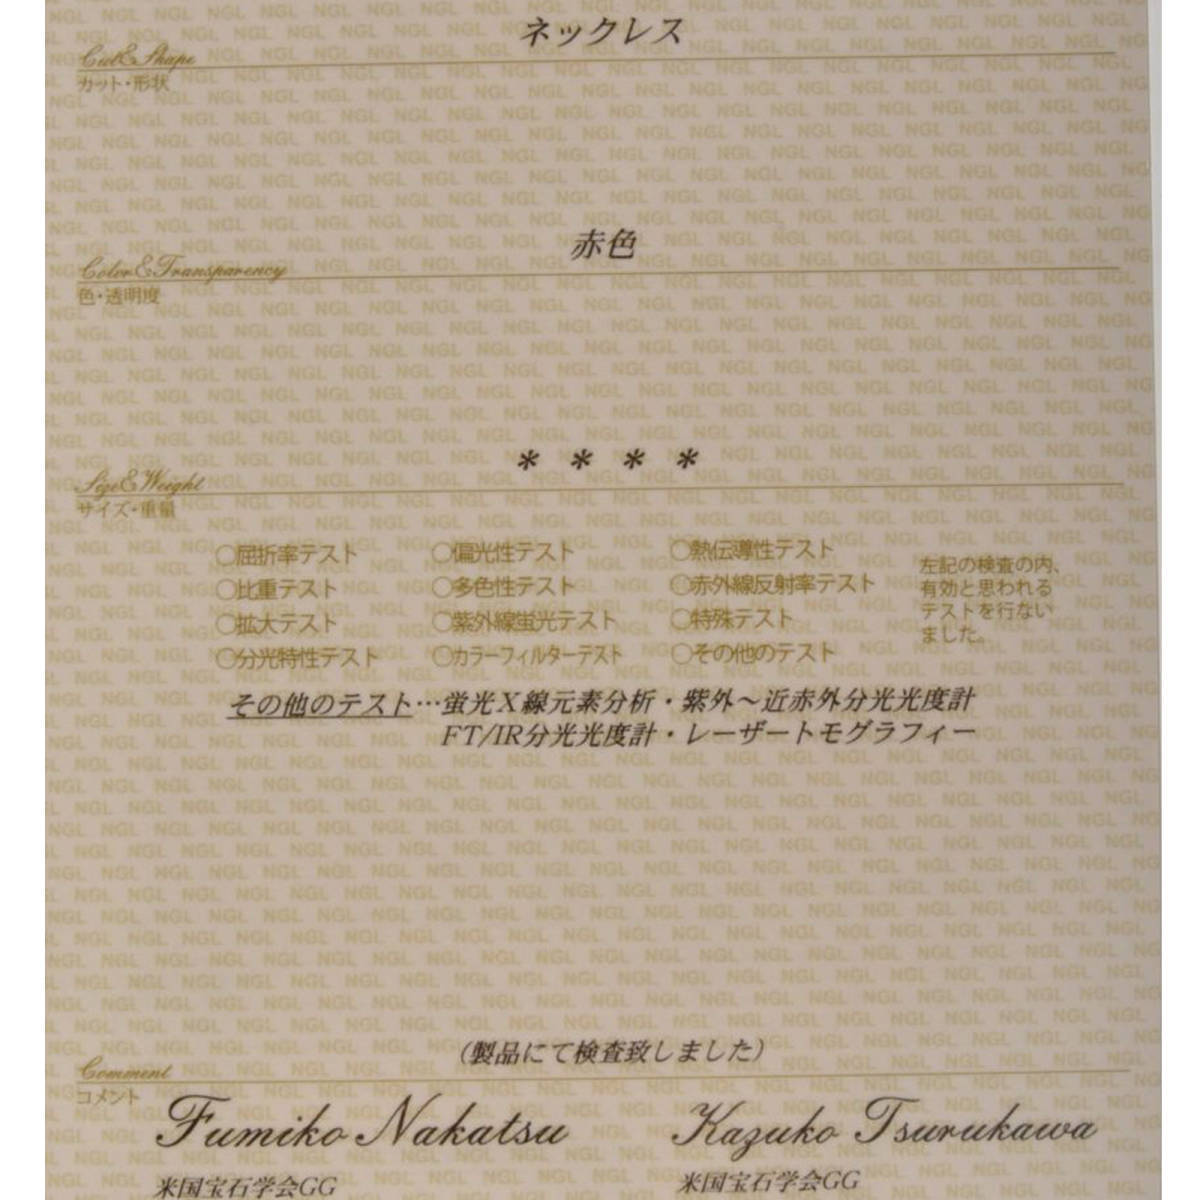 ネックレス
Cut&Shape
カット・形状
赤色
Color&Transparency
色・透明度
＊＊＊＊
Size&Weight
サイズ・重量
○屈折率テスト ○偏光性テスト ○熱伝導性テスト
○比重テスト ○多色性テスト ○赤外線反射率テスト
○拡大テスト ○紫外線蛍光テスト ○特殊テスト
○分光特性テスト ○カラーフィルターテスト ○その他のテスト
左記の検査の内、
有効と思われる
テストを行ない
ました。
その他のテスト…蛍光X線元素分析・紫外～近赤外分光光度計
FT/IR分光光度計・レーザートモグラフィー
(製品にて検査致しました)
Comment
コメント
Fumiko Nakatsu Kazuko Tsurukawa
米国宝石学会GG 米国宝石学会GG